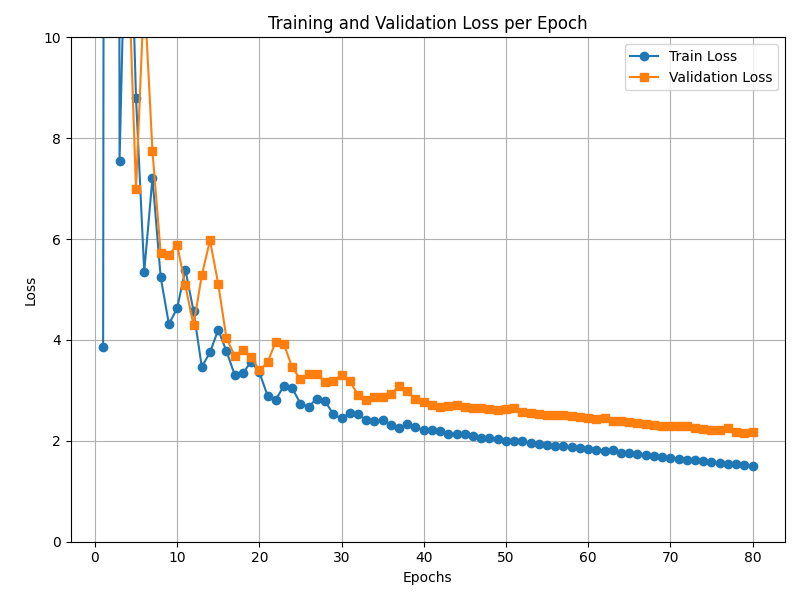 Training and Validation Loss per Epoch
Train Loss
Validation Loss
Loss
10
8
6
4
2
0
0 10 20 30 40 50 60 70 80
Epochs